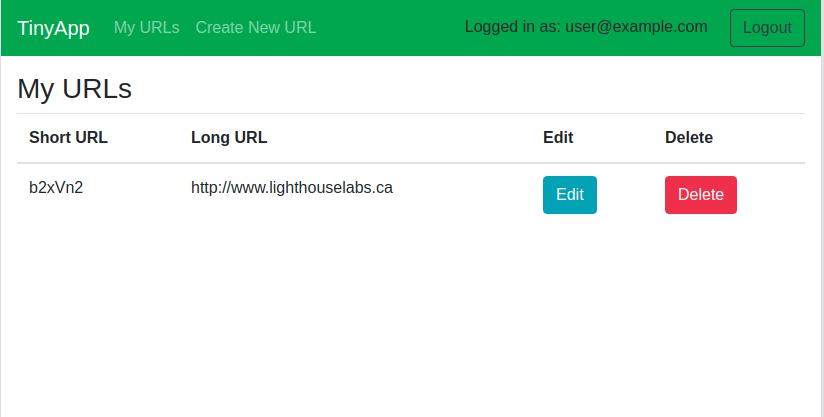 TinyApp My URLs Create New URL Logged in as: user@example.com Logout
My URLs
Short URL Long URL Edit Delete
b2xVn2 http://www.lighthouselabs.ca Edit Delete